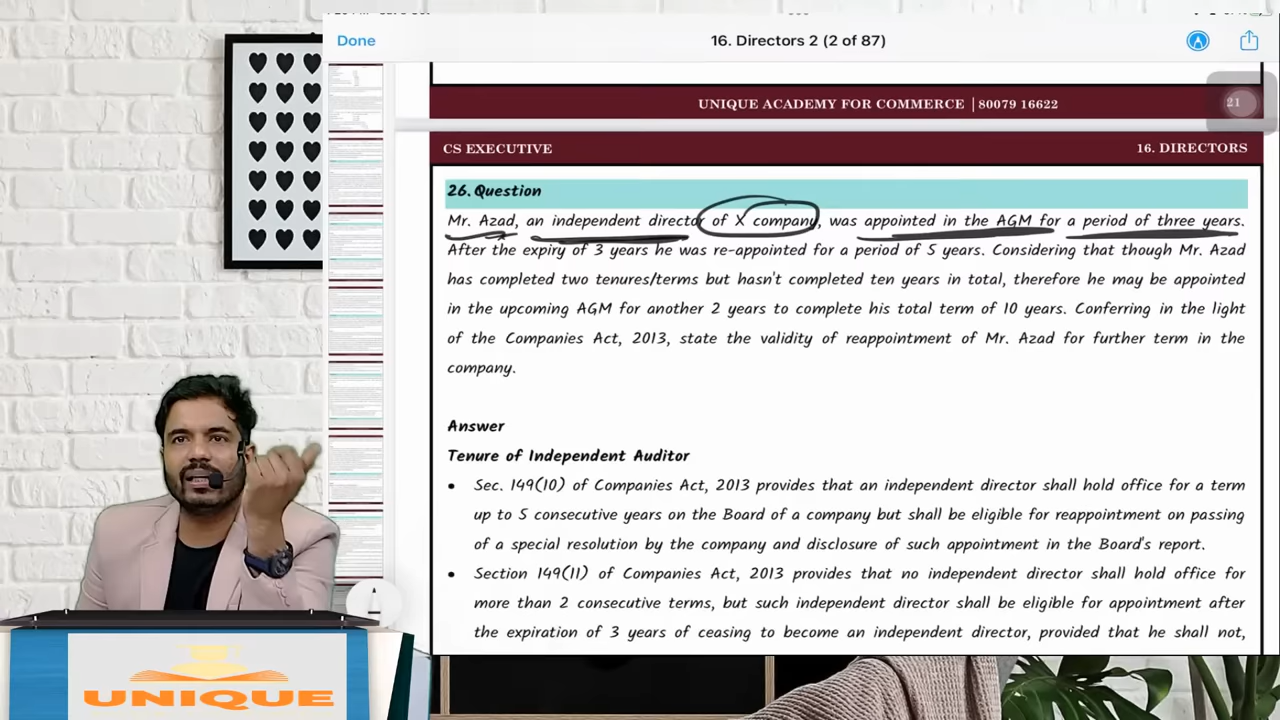 Done
16. Directors 2 (2 of 87)
UNIQUE ACADEMY FOR COMMERCE | 80079 16622
21
CS EXECUTIVE
16. DIRECTORS
26. Question
Mr. Azad, an independent director of X, was appointed in the AGM for a period of three
After the expiry of 3 years he was re-appointed for a period of 5 years. Considering that though Mr. Azad
has completed two tenures/terms but hasn't completed ten years in total, therefore he may be appointed
in the upcoming AGM for another 2 years to complete his total term of 10 years. Conferring in the light
of the Companies Act, 2013, state the validity of reappointment of Mr. Azad for further term in the
company.
Answer
Tenure of Independent Auditor
• Sec. 149(10) of Companies Act, 2013 provides that an independent director shall hold office for a term
up to 5 consecutive years on the Board of a company but shall be eligible for reappointment on passing
of a special resolution by the company and disclosure of such appointment in the Board's report.
• Section 149(11) of Companies Act, 2013 provides that no independent director shall hold office for
more than 2 consecutive terms, but such independent director shall be eligible for appointment after
the expiration of 3 years of ceasing to become an independent director, provided that he shall not,
UNIQUE